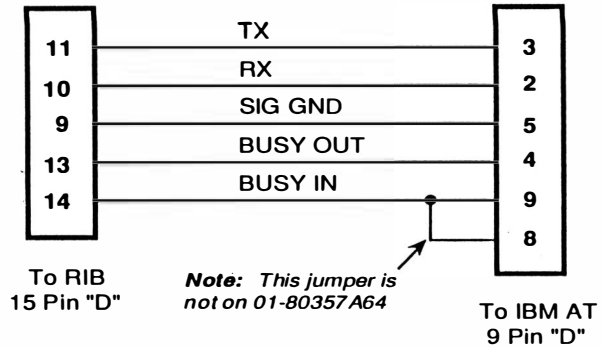 11 TX 3
10 RX 2
9 SIG GND 5
13 BUSY OUT 4
14 BUSY IN 9
8
To RIB
15 Pin "D"
Note: This jumper is
not on 01-80357A64
To IBM AT
9 Pin "D"